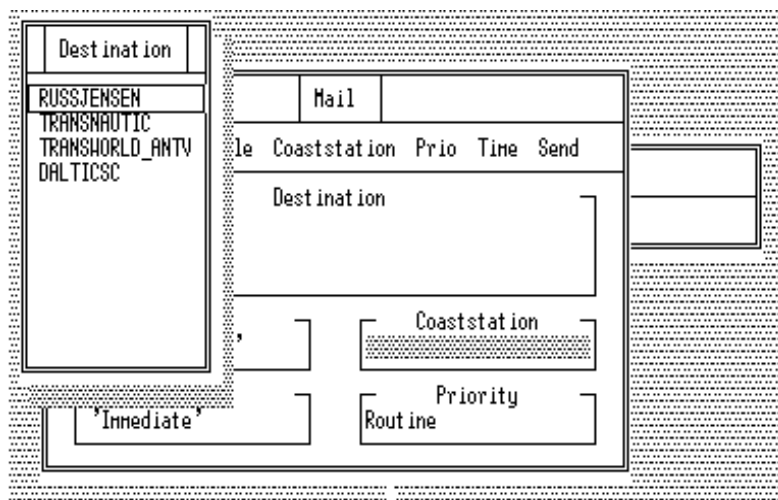 Destination
RUSSJENSEN
TRANSNAUTIC
TRANSWORLD_ANTV
DALTICSC
Mail
le Coaststation Prio Time Send
Destination
'
Coaststation
Priority
'Immediate'
Routine